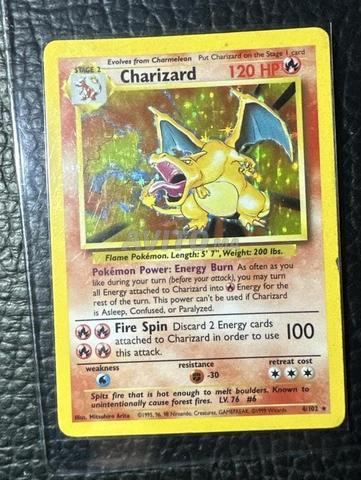 Evolves from Charmeleon Put Charizard on the Stage 1 card
STAGE 2
Charizard 120 HP
AVITO.MA
Flame Pokémon. Length: 5' 7", Weight: 200 lbs.
Pokémon Power: Energy Burn As often as you
like during your turn (before your attack), you may turn
all Energy attached to Charizard into Energy for the
rest of the turn. This power can't be used if Charizard
is Asleep, Confused, or Paralyzed.
Fire Spin Discard 2 Energy cards
attached to Charizard in order to use
this attack.
100
weakness resistance retreat cost
-30
Spits fire that is hot enough to melt boulders. Known to
unintentionally cause forest fires. LV. 76 #6
Illus. Mitsuhiro Arita ©1995, 96, 98 Nintendo, Creatures, GAMEFREAK. ©1999 Wizards. 4/102 ★